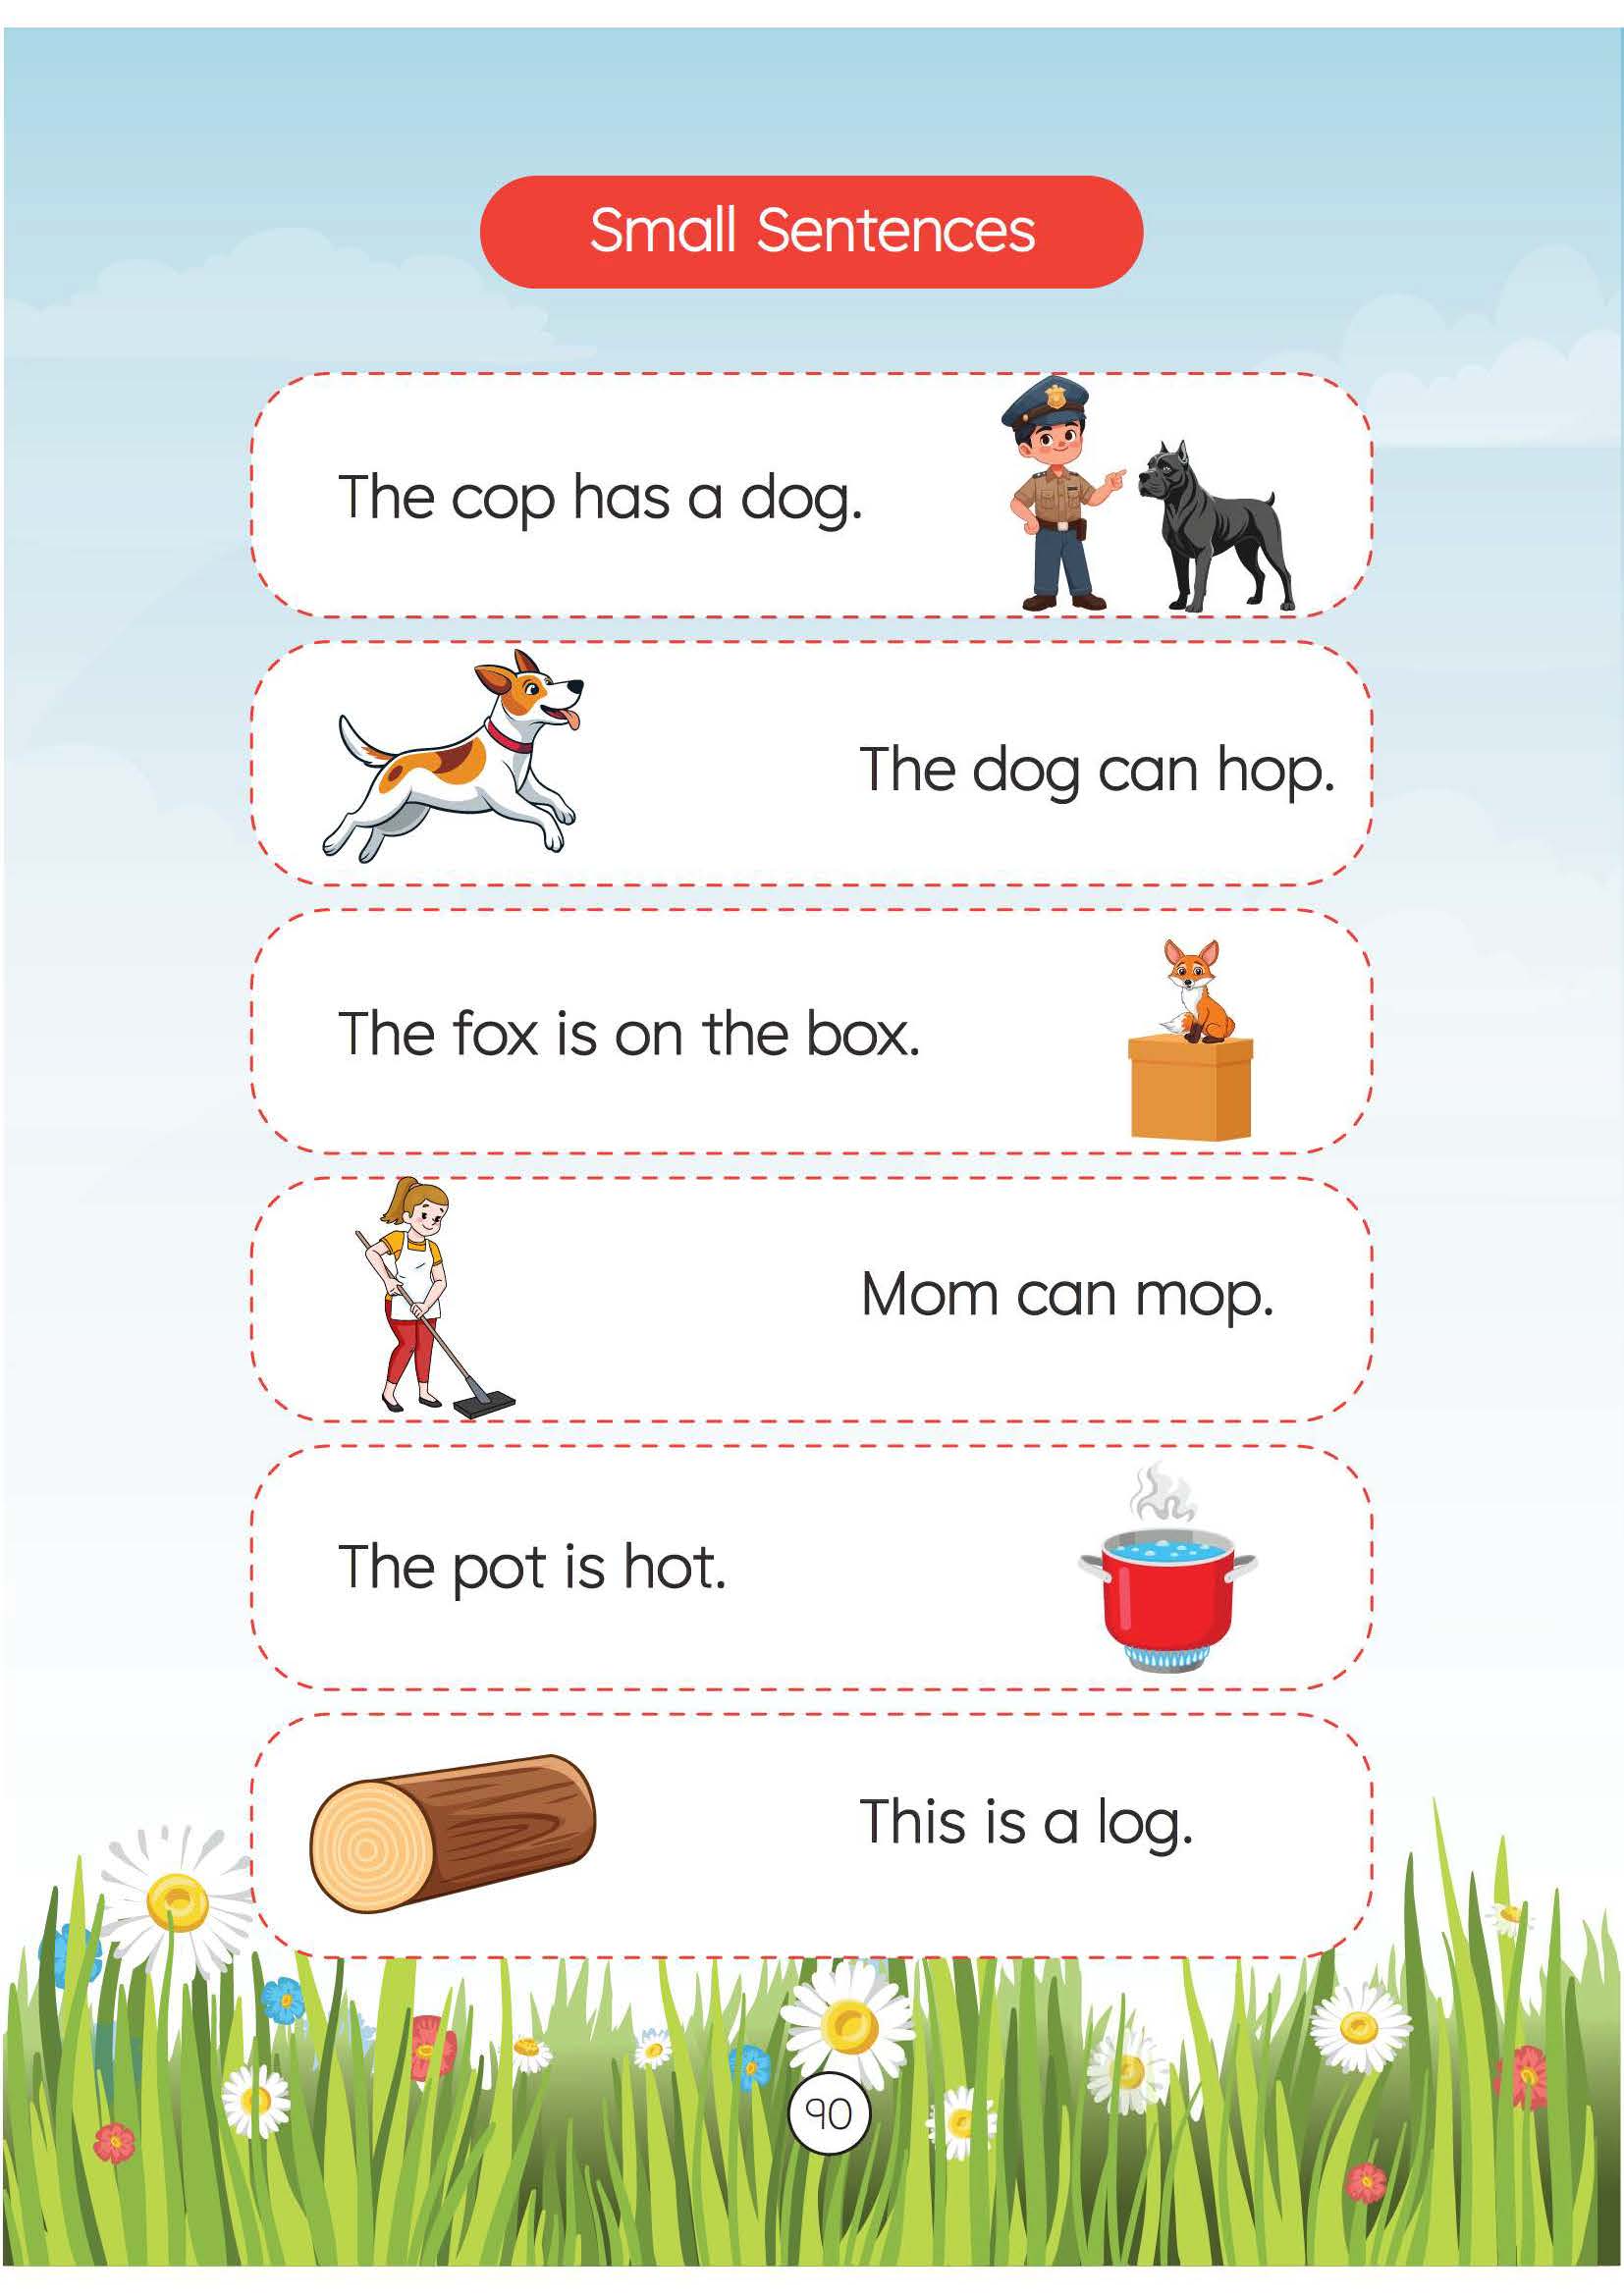 Small Sentences
The cop has a dog.
The dog can hop.
The fox is on the box.
Mom can mop.
The pot is hot.
This is a log.
90